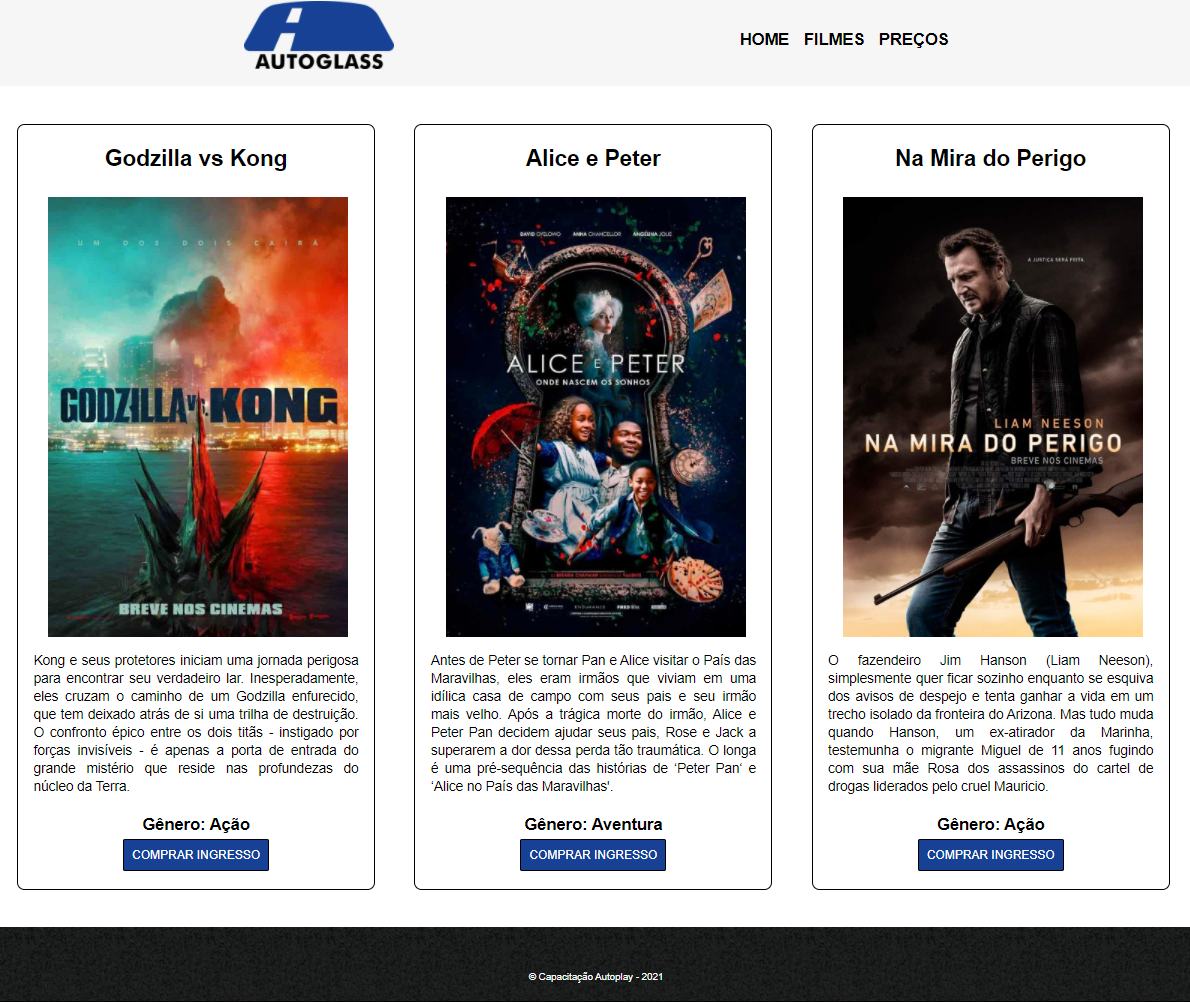 AUTOGLASS
HOME FILMES PREÇOS
Godzilla vs Kong
UM DOS DOIS CAIRÁ
GODZILLA vs. KONG
BREVE NOS CINEMAS
Kong e seus protetores iniciam uma jornada perigosa
para encontrar seu verdadeiro lar. Inesperadamente,
eles cruzam o caminho de um Godzilla enfurecido,
que tem deixado atrás de si uma trilha de destruição.
O confronto épico entre os dois titãs - instigado por
forças invisíveis - é apenas a porta de entrada do
grande mistério que reside nas profundezas do
núcleo da Terra.
Gênero: Ação
COMPRAR INGRESSO
Alice e Peter
DAVID OYELOWO ANNA CHANCELLOR ANGELINA JOLIE
ALICE E PETER
ONDE NASCEM OS SONHOS
Antes de Peter se tornar Pan e Alice visitar o País das
Maravilhas, eles eram irmãos que viviam em uma
idílica casa de campo com seus pais e seu irmão
mais velho. Após a trágica morte do irmão, Alice e
Peter Pan decidem ajudar seus pais, Rose e Jack a
superarem a dor dessa perda tão traumática. O longa
é uma pré-sequência das histórias de ‘Peter Pan‘ e
‘Alice no País das Maravilhas'.
Gênero: Aventura
COMPRAR INGRESSO
Na Mira do Perigo
A JUSTIÇA SERÁ FEITA.
LIAM NEESON
NA MIRA DO PERIGO
BREVE NOS CINEMAS
O fazendeiro Jim Hanson (Liam Neeson),
simplesmente quer ficar sozinho enquanto se esquiva
dos avisos de despejo e tenta ganhar a vida em um
trecho isolado da fronteira do Arizona. Mas tudo muda
quando Hanson, um ex-atirador da Marinha,
testemunha o migrante Miguel de 11 anos fugindo
com sua mãe Rosa dos assassinos do cartel de
drogas liderados pelo cruel Mauricio.
Gênero: Ação
COMPRAR INGRESSO
© Capacitação Autoplay - 2021